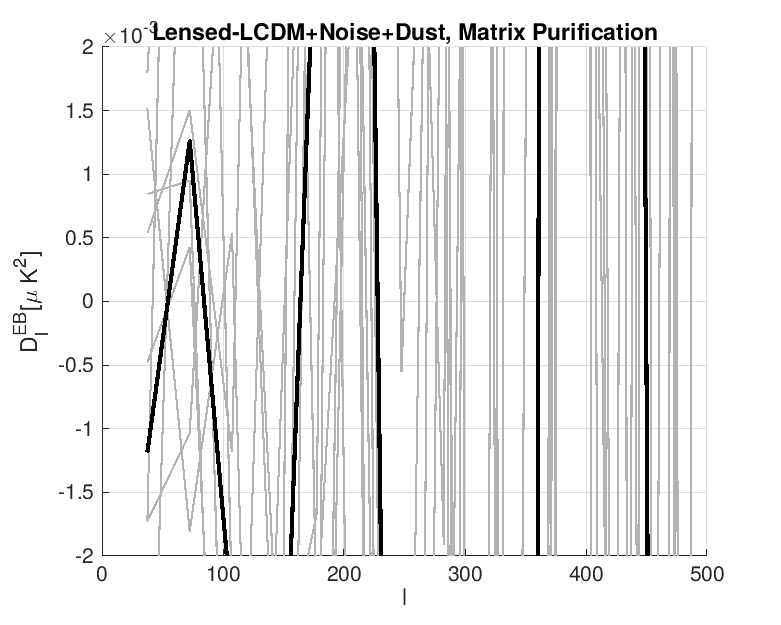 ×10⁻³
Lensed-LCDM+Noise+Dust, Matrix Purification
2
1.5
1
0.5
0
-0.5
-1
-1.5
-2
D_l^EB[μ K²]
0 100 200 300 400 500
l